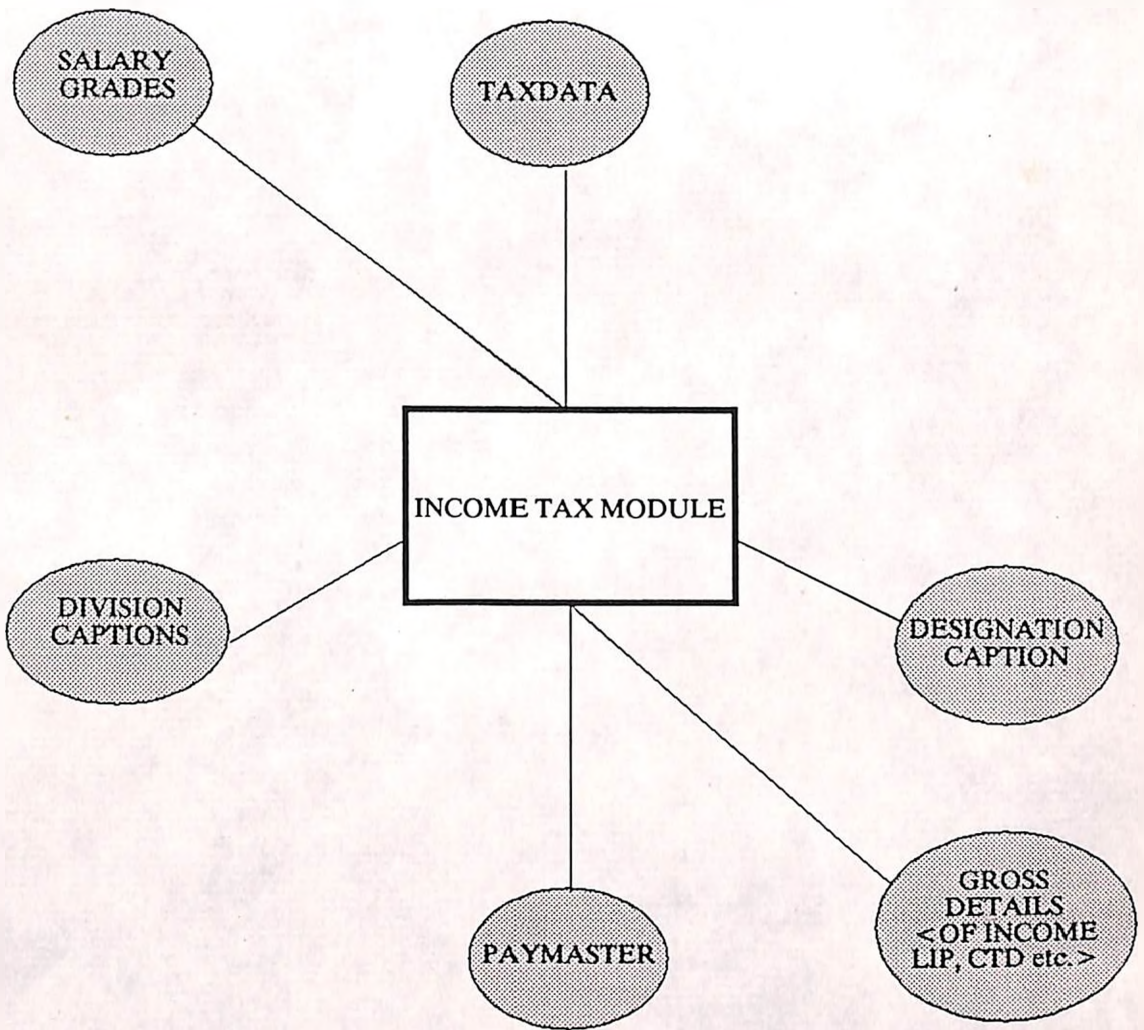 SALARY
GRADES
TAXDATA
INCOME TAX MODULE
DIVISION
CAPTIONS
DESIGNATION
CAPTION
PAYMASTER
GROSS
DETAILS
<OF INCOME
LIP, CTD etc.>